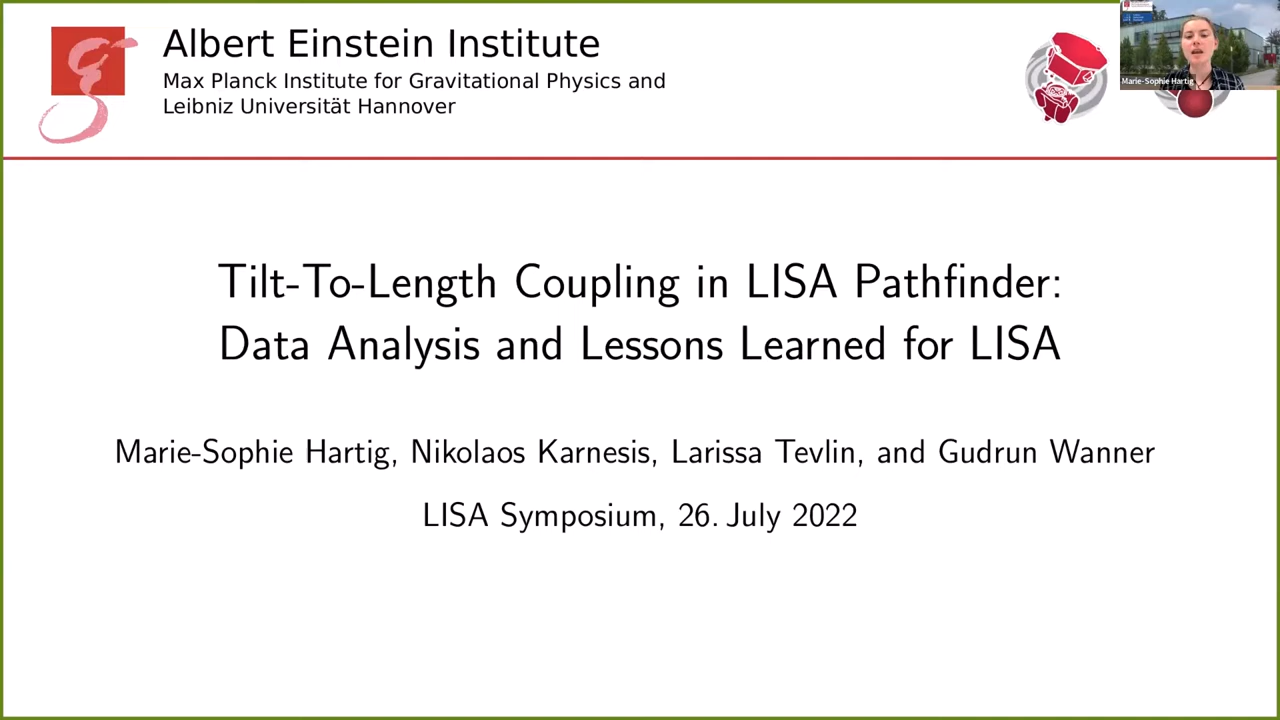 Albert Einstein Institute
Max Planck Institute for Gravitational Physics and
Leibniz Universität Hannover
Marie-Sophie Hartig
Tilt-To-Length Coupling in LISA Pathfinder:
Data Analysis and Lessons Learned for LISA
Marie-Sophie Hartig, Nikolaos Karnesis, Larissa Tevlin, and Gudrun Wanner
LISA Symposium, 26. July 2022